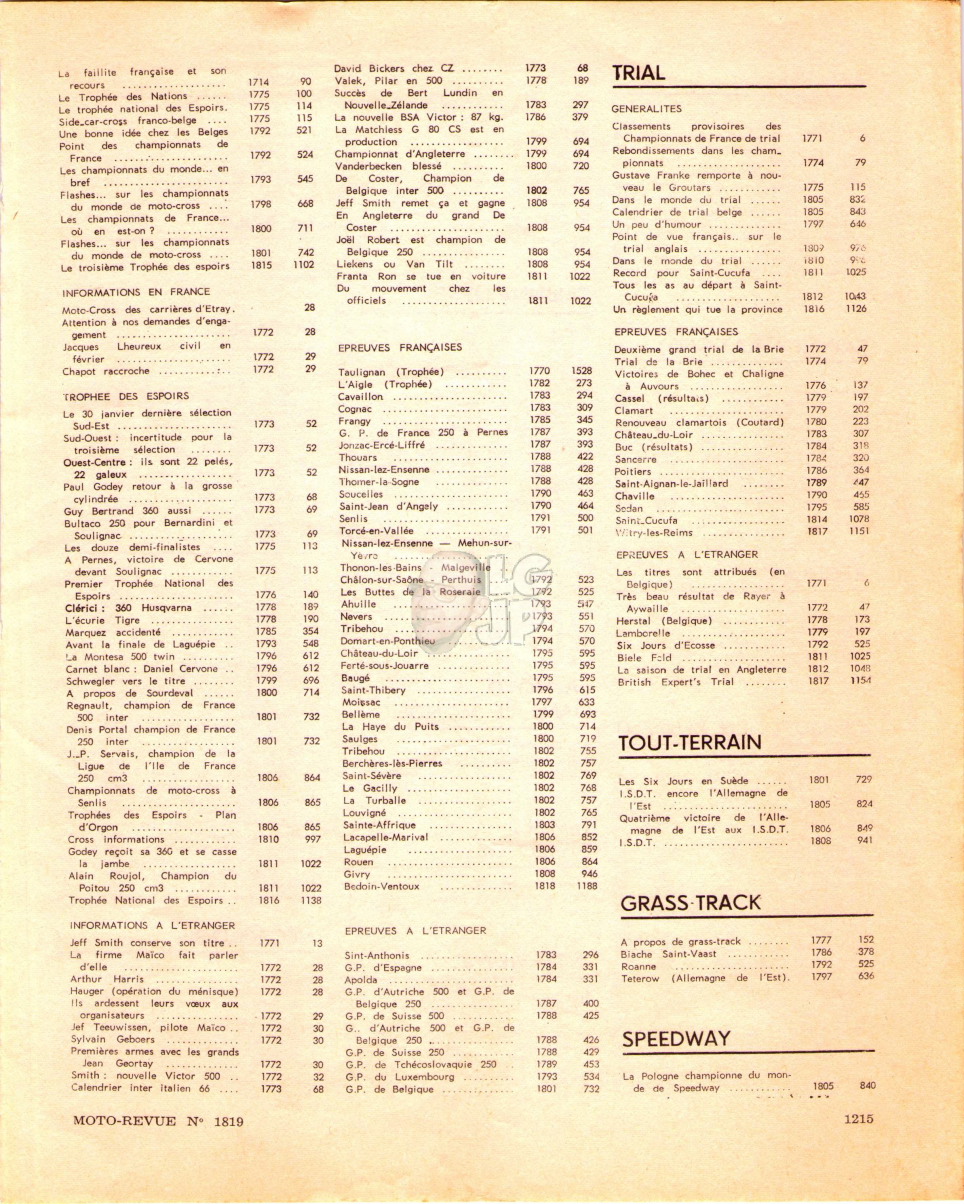 La faillite française et son
recours .................... 1714 90
Le Trophée des Nations ...... 1775 100
Le trophée national des Espoirs. 1775 114
Side-car-cross franco-belge .... 1775 115
Une bonne idée chez les Belges 1792 521
Point des championnats de
France .................... 1792 524
Les championnats du monde... en
bref ...................... 1793 545
Flashes... sur les championnats
du monde de moto-cross .... 1798 668
Les championnats de France...
où en est-on ? ............ 1800 711
Flashes... sur les championnats
du monde de moto-cross .... 1801 742
Le troisième Trophée des espoirs 1815 1102
INFORMATIONS EN FRANCE
Moto-Cross des carrières d'Etray. 28
Attention à nos demandes d'enga-
gement .................... 1772 28
Jacques Lheureux civil en
février .................... 1772 29
Chapot raccroche ............ 1772 29
TROPHEE DES ESPOIRS
Le 30 janvier dernière sélection
Sud-Est .................... 1773 52
Sud-Ouest : incertitude pour la
troisième sélection ........ 1773 52
Ouest-Centre : ils sont 22 pelés,
22 galeux .................. 1773 52
Paul Godey retour à la grosse
cylindrée .................. 1773 68
Guy Bertrand 360 aussi ...... 1773 69
Bultaco 250 pour Bernardini et
Soulignac .................. 1773 69
Les douze demi-finalistes .... 1775 113
A Pernes, victoire de Cervone
devant Soulignac ............ 1775 113
Premier Trophée National des
Espoirs .................... 1776 140
Clérici : 360 Husqvarna ...... 1778 189
L'écurie Tigre .............. 1778 190
Marquez accidenté ............ 1785 354
Avant la finale de Laguépie .. 1793 548
La Montesa 500 twin .......... 1796 612
Carnet blanc : Daniel Cervone .. 1796 612
Schwegler vers le titre ........ 1799 696
A propos de Sourdeval ...... 1800 714
Regnault, champion de France
500 inter .................. 1801 732
Denis Portal champion de France
250 inter .................. 1801 732
J.-P. Servais, champion de la
Ligue de l'Ile de France
250 cm3 .................... 1806 864
Championnats de moto-cross à
Senlis ...................... 1806 865
Trophées des Espoirs - Plan
d'Orgon .................... 1806 865
Cross informations ............ 1810 997
Godey reçoit sa 360 et se casse
la jambe .................... 1811 1022
Alain Roujol, Champion du
Poitou 250 cm3 ............ 1811 1022
Trophée National des Espoirs .. 1816 1138
INFORMATIONS A L'ETRANGER
Jeff Smith conserve son titre .. 1771 13
La firme Maïco fait parler
d'elle ...................... 1772 28
Arthur Harris ................ 1772 28
Hauger (opération du ménisque) 1772 28
Ils ardessent leurs vœux aux
organisateurs .............. 1772 29
Jef Teeuwissen, pilote Maïco .. 1772 30
Sylvain Geboers .............. 1772 30
Premières armes avec les grands
Jean Geortay .............. 1772 30
Smith : nouvelle Victor 500 .. 1772 32
Calendrier inter italien 66 .... 1773 68
David Bickers chez CZ ........ 1773 68
Valek, Pilar en 500 .......... 1778 189
Succès de Bert Lundin en
Nouvelle-Zélande ............ 1783 297
La nouvelle BSA Victor : 87 kg. 1786 379
La Matchless G 80 CS est en
production .................. 1799 694
Championnat d'Angleterre ........ 1799 694
Vanderbecken blessé .......... 1800 720
De Coster, Champion de
Belgique inter 500 .......... 1802 765
Jeff Smith remet ça et gagne 1808 954
En Angleterre du grand De
Coster ...................... 1808 954
Joël Robert est champion de
Belgique 250 ................ 1808 954
Liekens ou Van Tilt .......... 1808 954
Franta Ron se tue en voiture 1811 1022
Du mouvement chez les
officiels .................... 1811 1022
EPREUVES FRANÇAISES
Taulignan (Trophée) .......... 1770 1528
L'Aigle (Trophée) ............ 1782 273
Cavaillon .................... 1783 294
Cognac ...................... 1783 309
Frangy ...................... 1785 345
G. P. de France 250 à Pernes 1787 393
Jonzac-Ercé-Liffré ............ 1787 393
Thouars ...................... 1788 422
Nissan-lez-Ensenne ............ 1788 428
Thomer-la-Sogne .............. 1788 428
Soucelles .................... 1790 463
Saint-Jean d'Angely .......... 1790 464
Senlis ...................... 1791 500
Torcé-en-Vallée .............. 1791 501
Nissan-lez-Ensenne — Mehun-sur-
Yèvre
Thonon-les-Bains - Malgeville
Châlon-sur-Saône - Perthuis .... 1792 523
Les Buttes de la Roseraie .... 1792 525
Ahuille ...................... 1793 547
Nevers ...................... 1793 551
Tribehou .................... 1794 570
Domart-en-Ponthieu ............ 1794 570
Château-du-Loir .............. 1795 595
Ferté-sous-Jouarre ............ 1795 595
Baugé ...................... 1795 595
Saint-Thibery ................ 1796 615
Moissac ...................... 1797 633
Bellème ...................... 1799 693
La Haye du Puits ............ 1800 714
Saulges ...................... 1800 719
Tribehou .................... 1802 755
Berchères-lès-Pierres .......... 1802 757
Saint-Sévère ................ 1802 769
Le Gacilly .................. 1802 768
La Turballe .................. 1802 757
Louvigné .................... 1802 765
Sainte-Affrique .............. 1803 791
Lacapelle-Marival ............ 1806 852
Laguépie .................... 1806 859
Rouen ...................... 1806 864
Givry ...................... 1808 946
Bedoin-Ventoux .............. 1818 1188
EPREUVES A L'ETRANGER
Sint-Anthonis ................ 1783 296
G.P. d'Espagne .............. 1784 331
Apolda ...................... 1784 331
G.P. d'Autriche 500 et G.P. de
Belgique 250 .............. 1787 400
G.P. de Suisse 500 ............ 1788 425
G.. d'Autriche 500 et G.P. de
Belgique 250 .............. 1788 426
G.P. de Suisse 250 ............ 1788 429
G.P. de Tchécoslovaquie 250 .. 1789 453
G.P. du Luxembourg .......... 1793 534
G.P. de Belgique .............. 1801 732
TRIAL
GENERALITES
Classements provisoires des
Championnats de France de trial 1771 6
Rebondissements dans les cham-
pionnats .................... 1774 79
Gustave Franke remporte à nou-
veau le Groutars ............ 1775 115
Dans le monde du trial ...... 1805 832
Calendrier de trial belge ...... 1805 843
Un peu d'humour .............. 1797 646
Point de vue français.. sur le
trial anglais ................ 1809 976
Dans le monde du trial ...... 1810
Record pour Saint-Cucufa .... 1811 1025
Tous les as au départ à Saint-
Cucufa .................... 1812 1043
Un règlement qui tue la province 1816 1126
EPREUVES FRANÇAISES
Deuxième grand trial de la Brie 1772 47
Trial de la Brie .............. 1774 79
Victoires de Bohec et Chaligne
à Auvours .................. 1776 137
Cassel (résultats) ............ 1779 197
Clamart .................... 1779 202
Renouveau clamartois (Coutard) 1780 223
Château-du-Loir .............. 1783 307
Buc (résultats) .............. 1784 318
Sancerre .................... 1784 320
Poitiers .................... 1786 364
Saint-Aignan-le-Jaillard ........ 1789 447
Chaville .................... 1790 465
Sedan ...................... 1795 585
Saint-Cucufa ................ 1814 1078
Vitry-les-Reims .............. 1817 1151
EPREUVES A L'ETRANGER
Les titres sont attribués (en
Belgique) .................. 1771 6
Très beau résultat de Rayer à
Aywaille .................... 1772 47
Herstal (Belgique) ............ 1778 173
Lamborelle .................. 1779 197
Six Jours d'Ecosse ............ 1792 525
Biele Feld .................. 1811 1025
La saison de trial en Angleterre 1812 1048
British Expert's Trial ........ 1817 1154
TOUT-TERRAIN
Les Six Jours en Suède ...... 1801 729
I.S.D.T. encore l'Allemagne de
l'Est ...................... 1805 824
Quatrième victoire de l'Alle-
magne de l'Est aux I.S.D.T. 1806 849
I.S.D.T. .................... 1808 941
GRASS-TRACK
A propos de grass-track ........ 1777 152
Biache Saint-Vaast ............ 1786 378
Roanne ...................... 1792 525
Teterow (Allemagne de l'Est). 1797 636
SPEEDWAY
La Pologne championne du mon-
de de Speedway ............ 1805 840
MOTO-REVUE N° 1819
1215